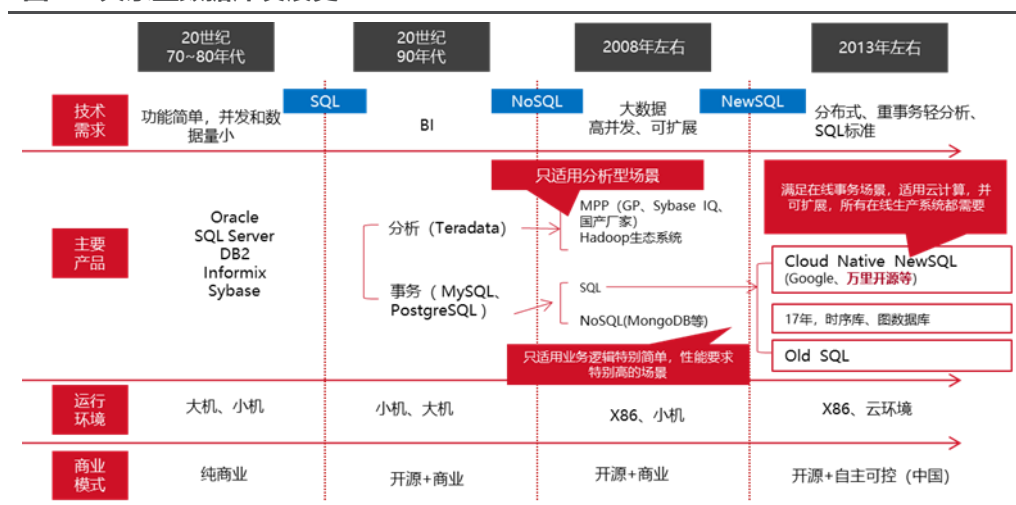 20世纪
70~80年代
20世纪
90年代
2008年左右
2013年左右
技术
需求
功能简单，并发和数
据量小
SQL
BI
NoSQL
大数据
高并发、可扩展
NewSQL
分布式、重事务轻分析、
SQL标准
主要
产品
Oracle
SQL Server
DB2
Informix
Sybase
分析（Teradata）
事务（ MySQL、
PostgreSQL ）
只适用分析型场景
MPP（GP、Sybase IQ、
国产厂家）
Hadoop生态系统
SQL
NoSQL(MongoDB等)
只适用业务逻辑特别简单，性能要求
特别高的场景
满足在线事务场景，适用云计算，并
可扩展，所有在线生产系统都需要
Cloud Native NewSQL
(Google、万里开源等)
17年，时序库、图数据库
Old SQL
运行
环境
大机、小机
小机、大机
X86、小机
X86、云环境
商业
模式
纯商业
开源+商业
开源+商业
开源+自主可控（中国）